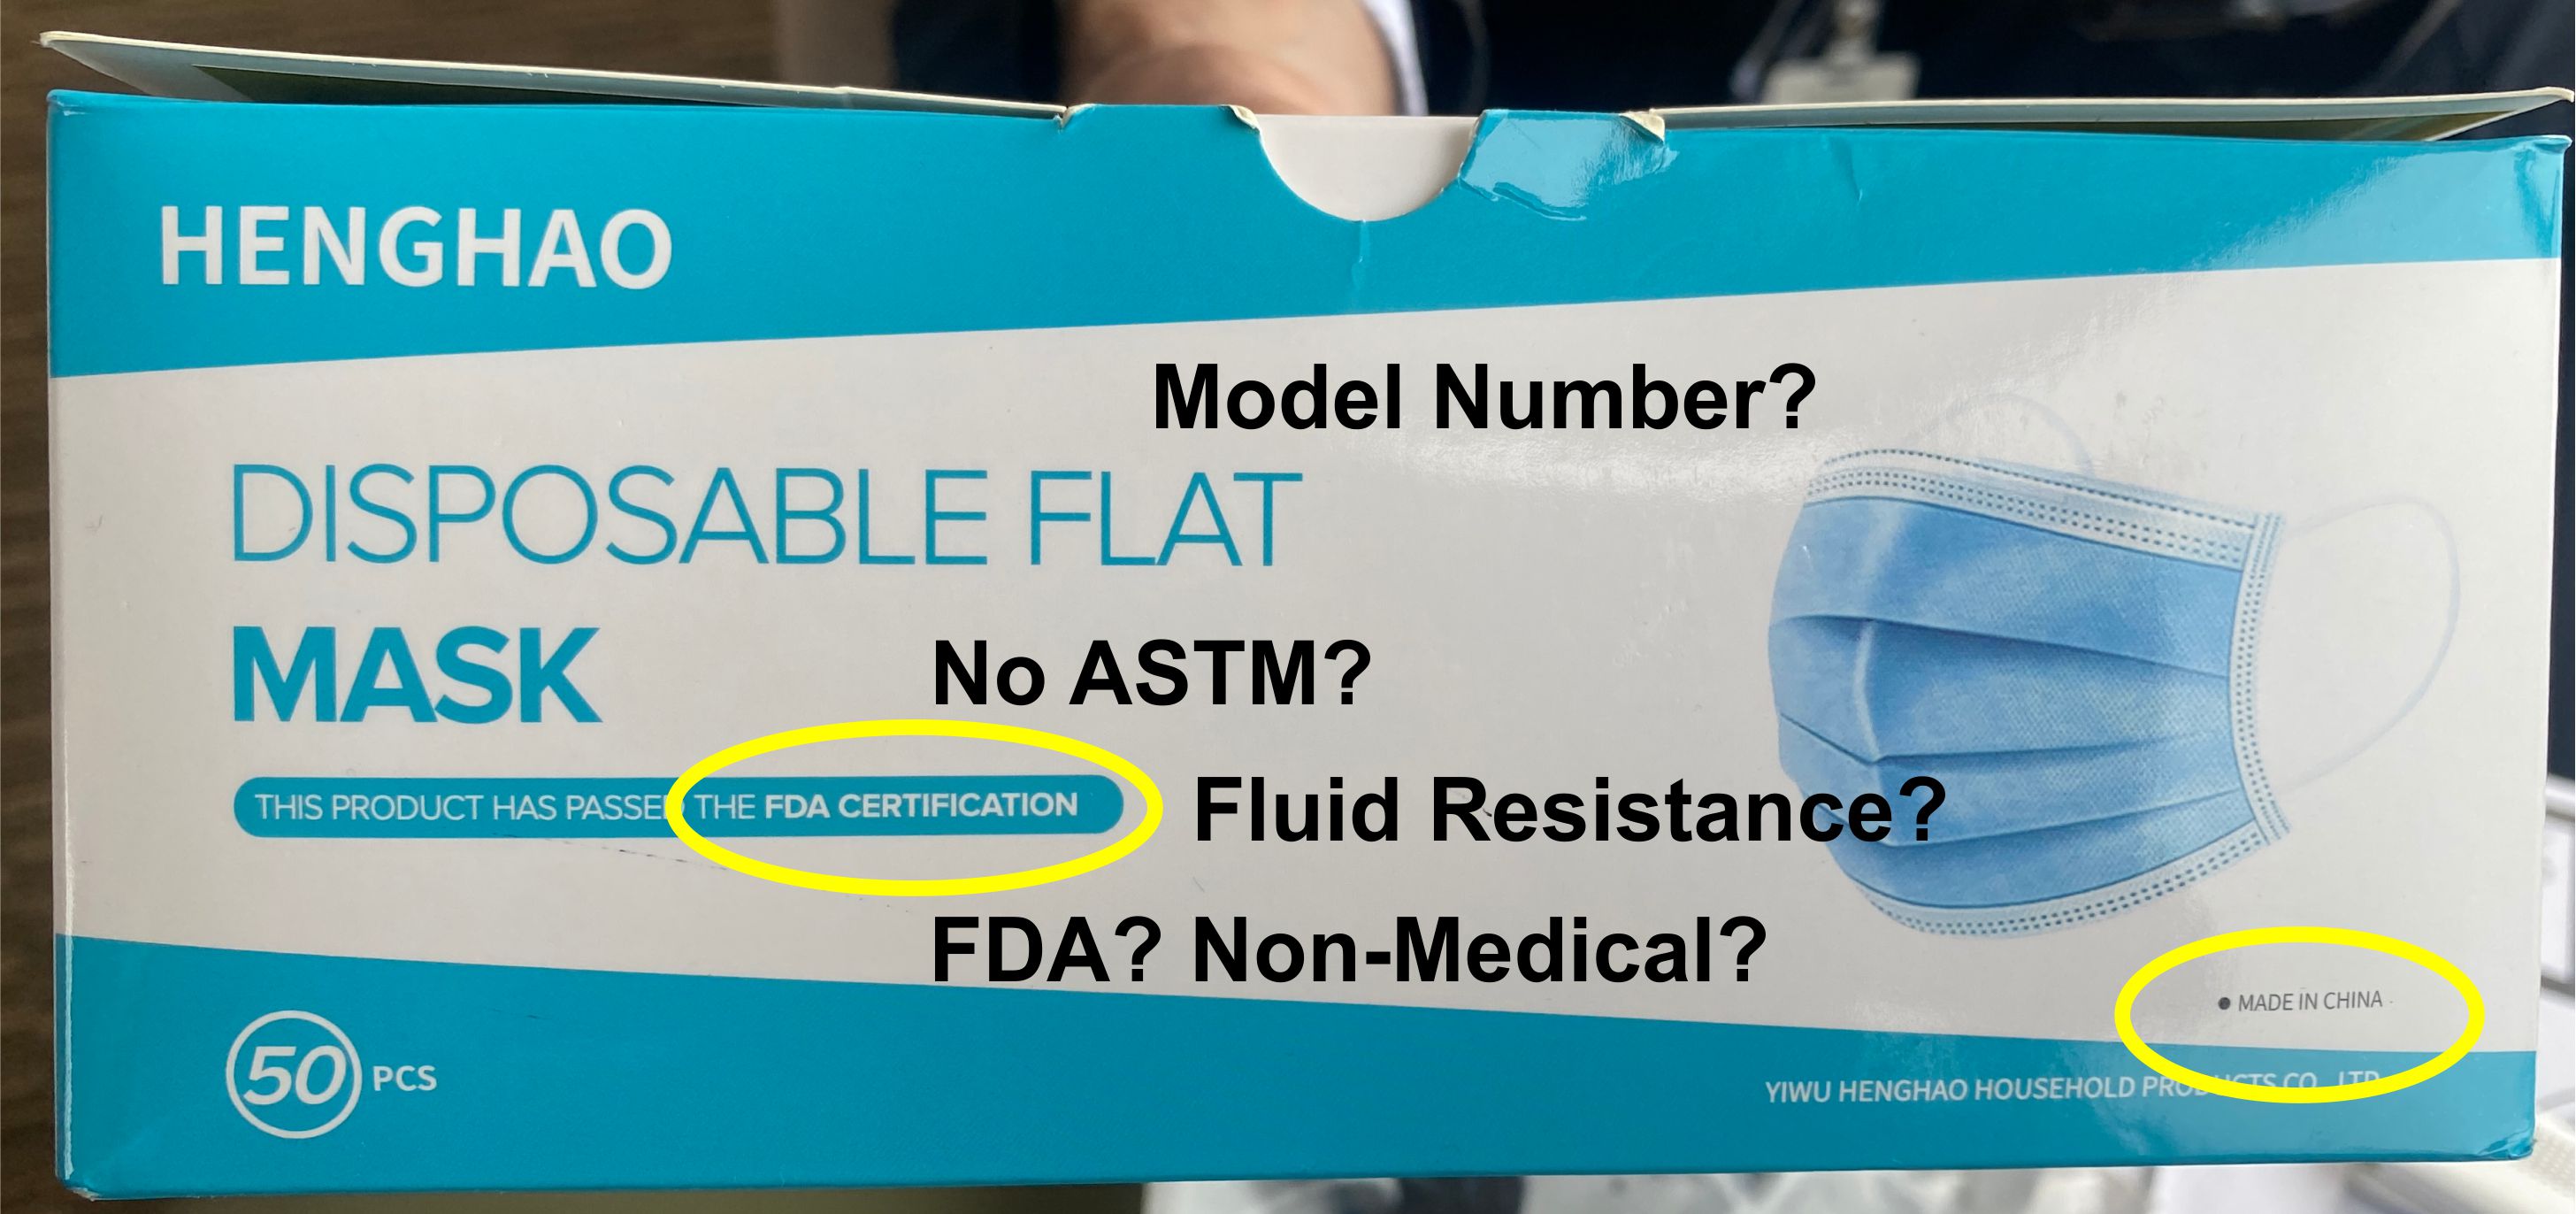 HENGHAO
Model Number?
DISPOSABLE FLAT
MASK
No ASTM?
THIS PRODUCT HAS PASSED THE FDA CERTIFICATION
Fluid Resistance?
FDA? Non-Medical?
• MADE IN CHINA
50 PCS
YIWU HENGHAO HOUSEHOLD PRODUCTS CO., LTD